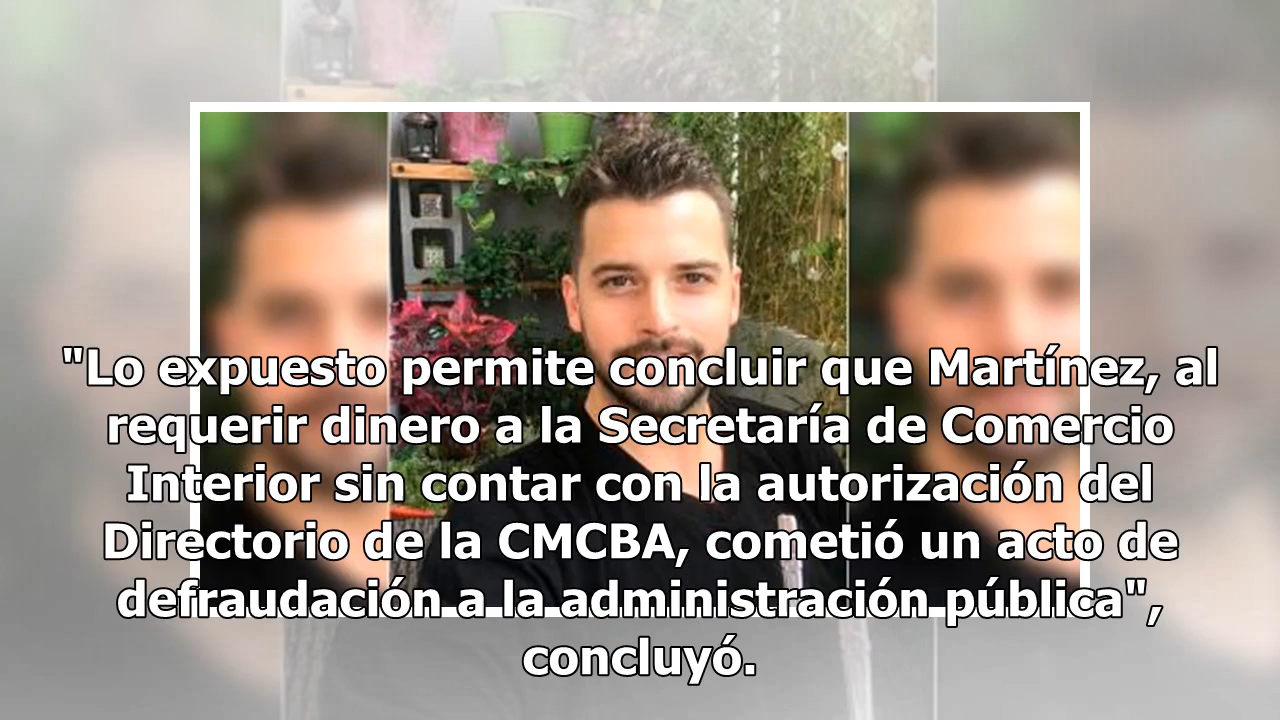 "Lo expuesto permite concluir que Martínez, al
requerir dinero a la Secretaría de Comercio
Interior sin contar con la autorización del
Directorio de la CMCBA, cometió un acto de
defraudación a la administración pública",
concluyó.